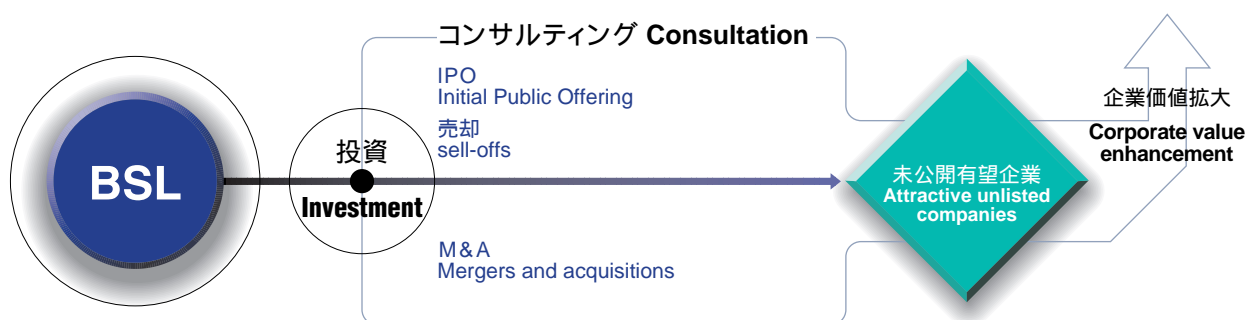 コンサルティング Consultation
IPO
Initial Public Offering
売却
sell-offs
BSL
投資
Investment
M&A
Mergers and acquisitions
未公開有望企業
Attractive unlisted
companies
企業価値拡大
Corporate value
enhancement